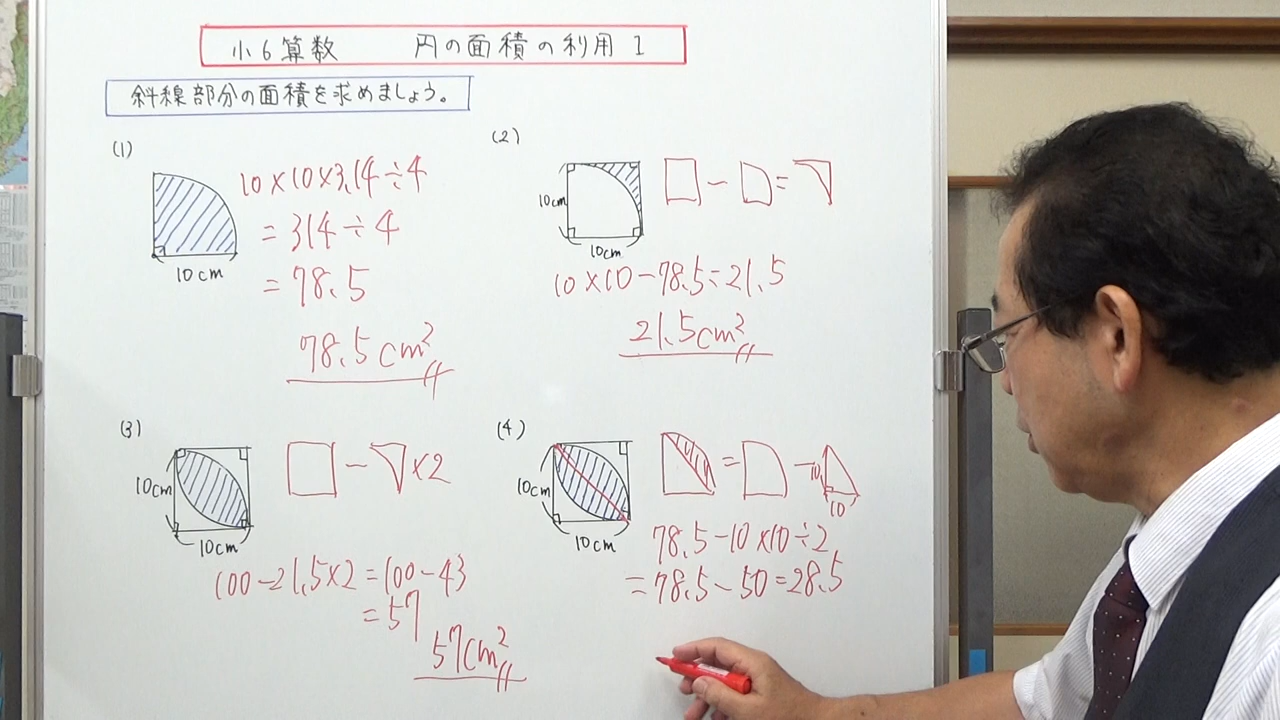 小6算数 円の面積の利用 1
斜線部分の面積を求めましょう。
(1)
10cm
10×10×3.14÷4
=314÷4
=78.5
78.5cm²
(2)
10cm
10cm
□-=
10×10-78.5=21.5
21.5cm²
(3)
10cm
10cm
□-×2
100-21.5×2=100-43
=57
57cm²
(4)
10cm
10cm
=-
10
10
78.5-10×10÷2
=78.5-50=28.5